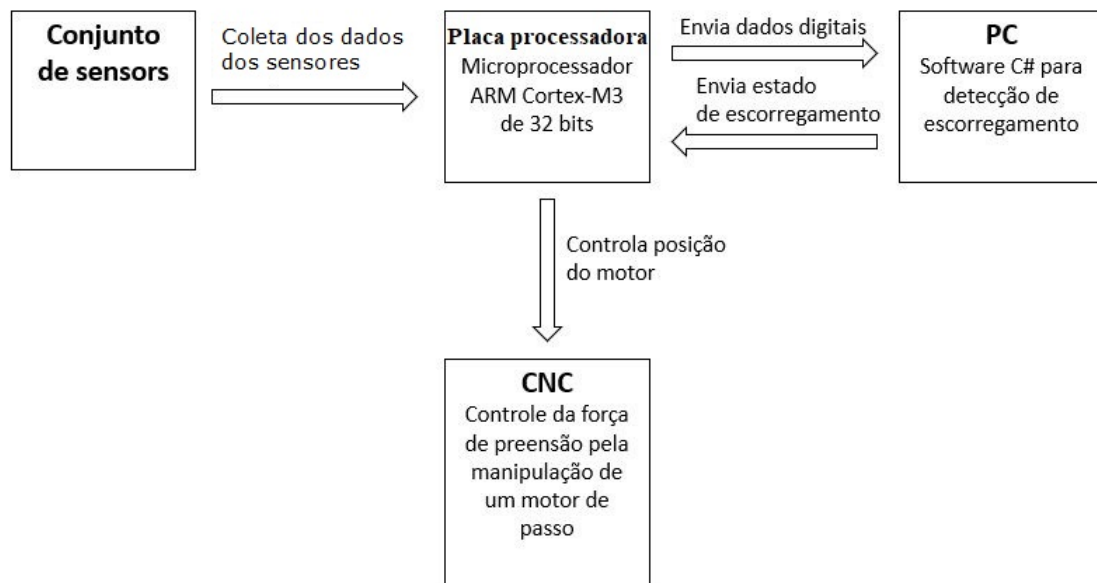 Conjunto
de sensors
Coleta dos dados
dos sensores
Placa processadora
Microprocessador
ARM Cortex-M3
de 32 bits
Envia dados digitais
Envia estado
de escorregamento
PC
Software C# para
detecção de
escorregamento
Controla posição
do motor
CNC
Controle da força
de preensão pela
manipulação de
um motor de
passo